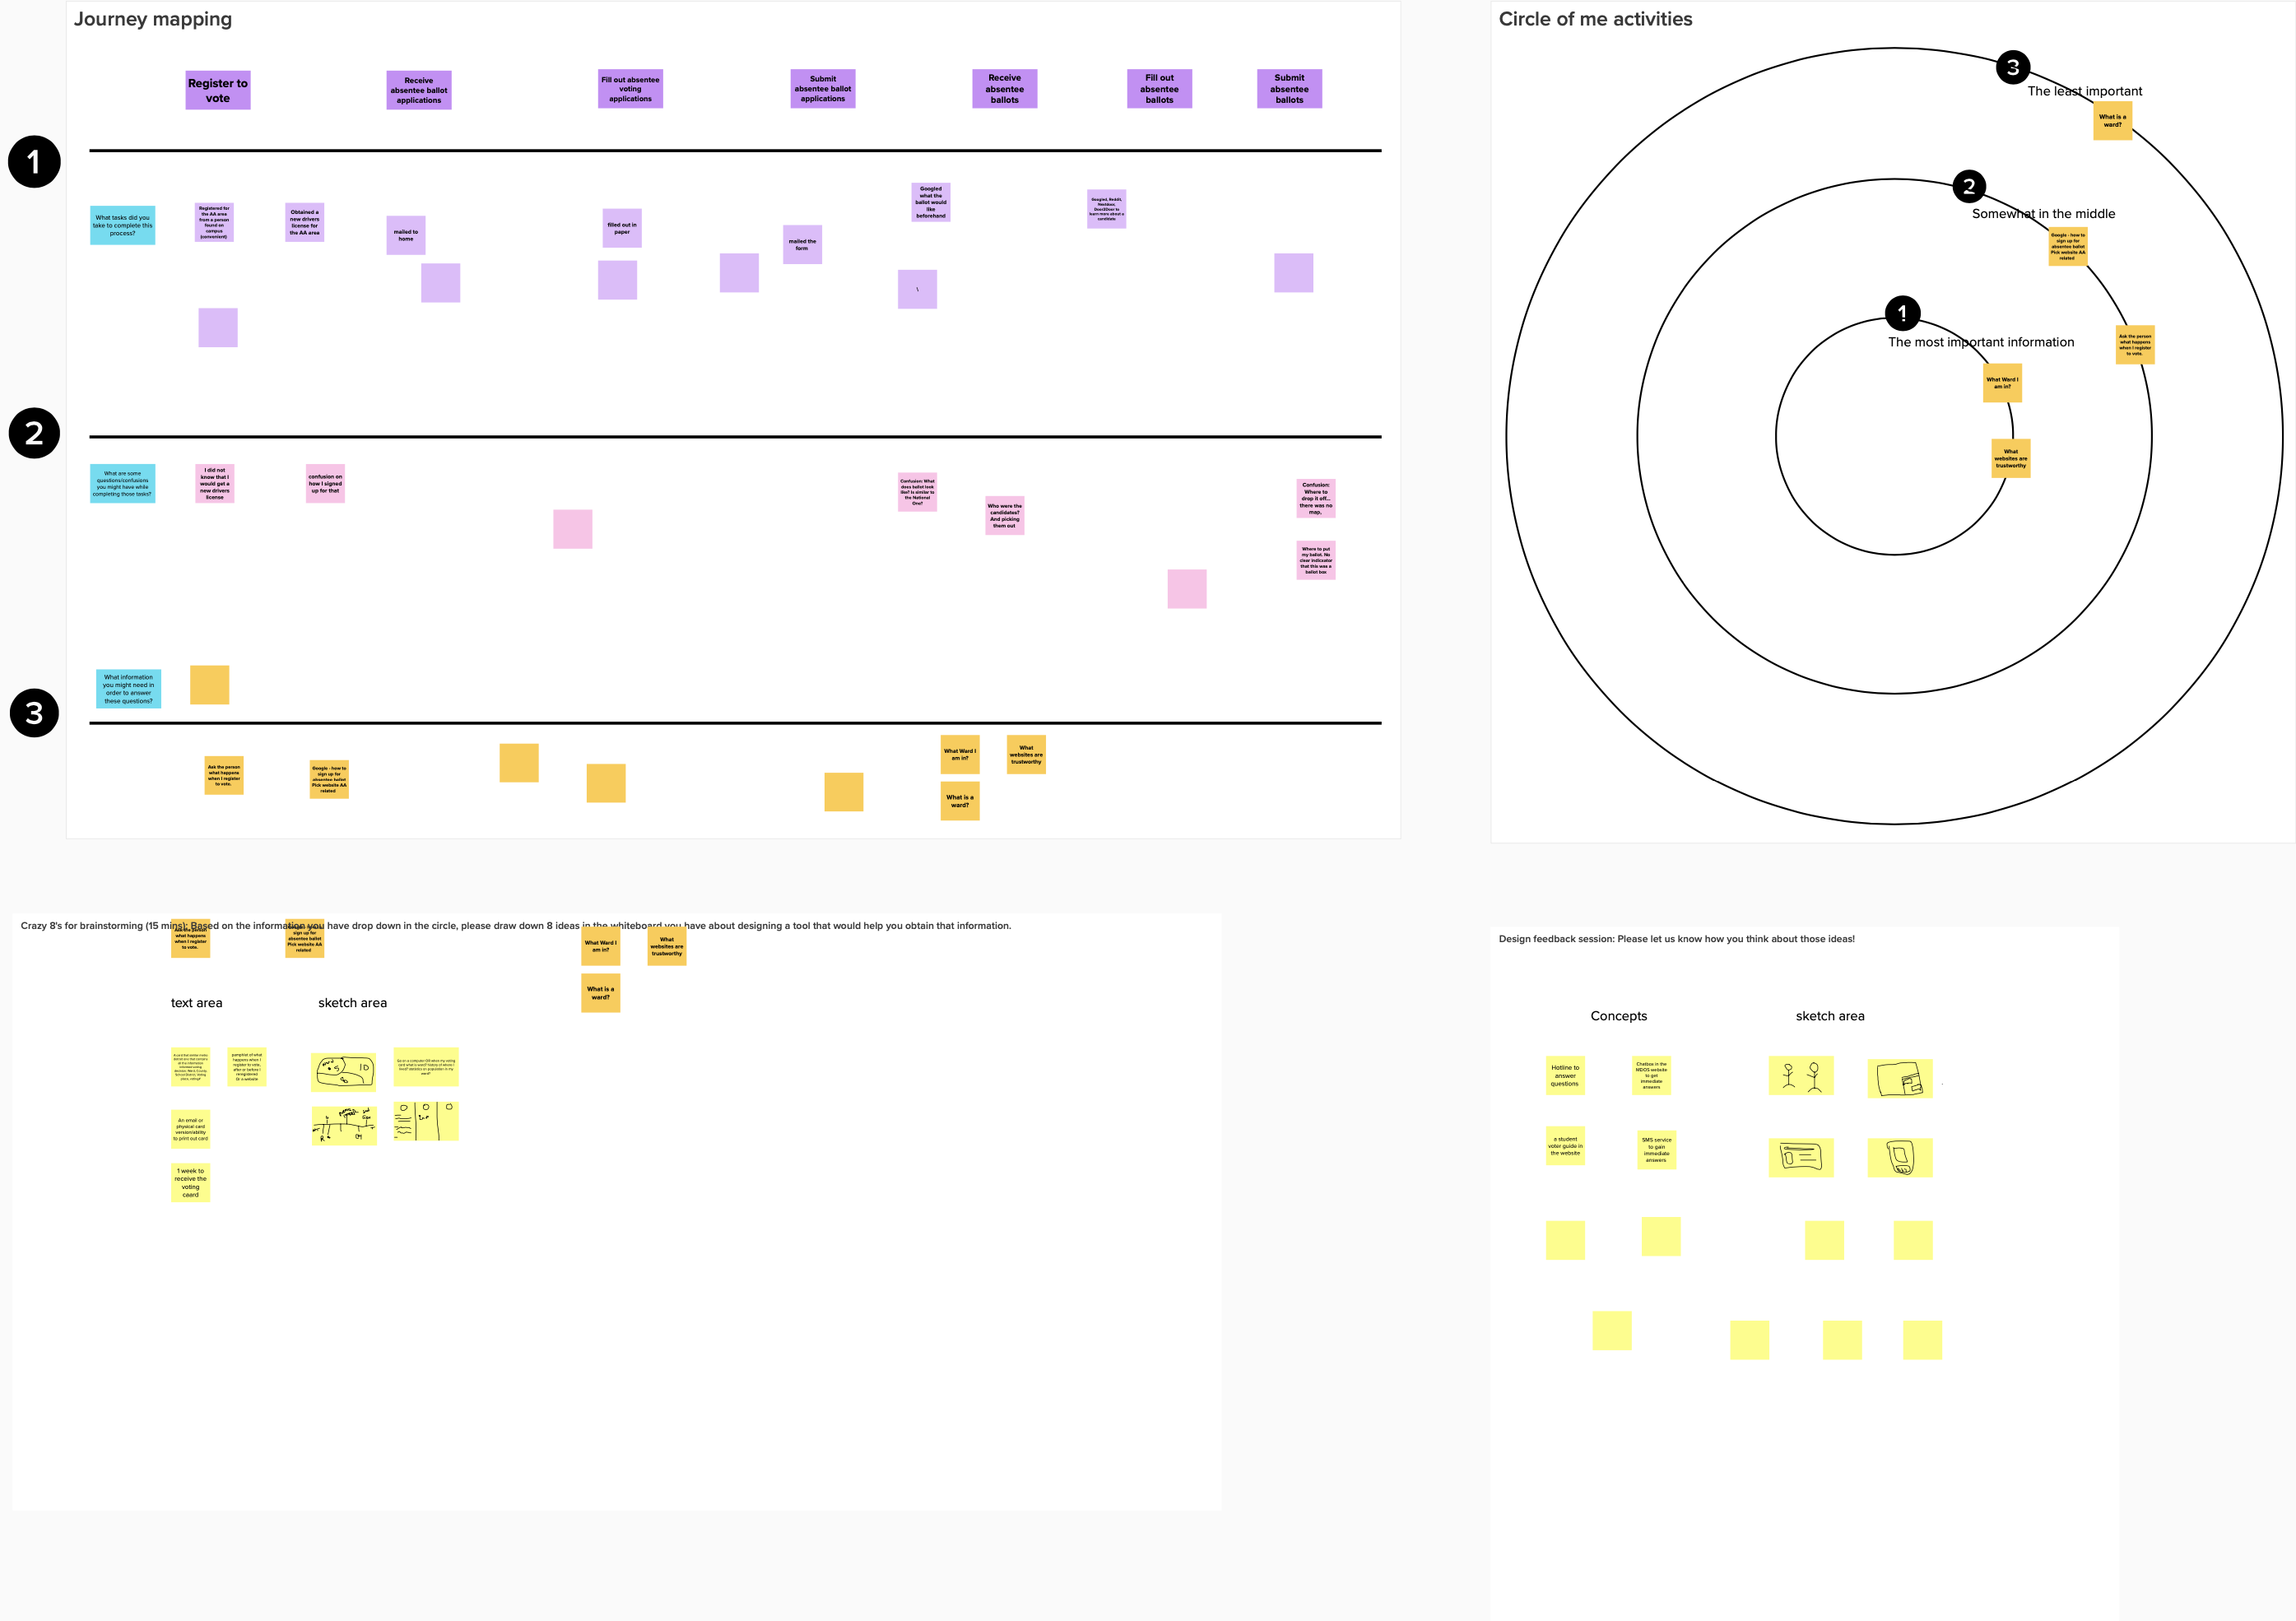 Journey mapping
Register to
vote
Receive
absentee ballot
applications
Fill out absentee
voting
applications
Submit
absentee ballot
applications
Receive
absentee
ballots
Fill out
absentee
ballots
Submit
absentee
ballots
1
What tasks did you
take to complete this
process?
Registered for
the AA area
from a person
found on
campus
(convenient)
Obtained a
new drivers
license for
the AA area
mailed to
home
filled out in
paper
mailed the
form
Googled
what the
ballot would
like
beforehand
\
Googled, Reddit,
Nextdoor,
Door2Door to
learn more about a
candidate
2
What are some
questions/confusions
you might have while
completing those tasks?
I did not
know that I
would get a
new drivers
license
confusion on
how I signed
up for that
Confusion: What
does ballot look
like? Is similar to
the National
One?
Who were the
candidates?
And picking
them out
Confusion:
Where to
drop it off...
there was no
map,
Where to put
my ballot. No
clear indicator
that this was a
ballot box
What information
you might need in
order to answer
these questions?
3
Ask the person
what happens
when I register
to vote.
Google - how to
sign up for
absentee ballot
Pick website AA
related
What Ward I
am in?
What
websites are
trustworthy
What is a
ward?
Circle of me activities
3
The least important
What is a
ward?
2
Somewhat in the middle
Google - how to
sign up for
absentee ballot
Pick website AA
related
Ask the person
what happens
when I register
to vote.
1
The most important information
What Ward I
am in?
What
websites are
trustworthy
Crazy 8's for brainstorming (15 mins): Based on the information you have drop down in the circle, please draw down 8 ideas in the whiteboard you have about designing a tool that would help you obtain that information.
what happens
when I register
to vote.
sign up for
absentee ballot
Pick website AA
related
What Ward I
am in?
What
websites are
trustworthy
What is a
ward?
text area
sketch area
pamphlet of what
happens when I
register to vote,
after or before I
reregistered
Or a website
An email or
physical card
version/ability
to print out card
1 week to
receive the
voting
caard
5
10
Design feedback session: Please let us know how you think about those ideas!
Concepts
sketch area
Hotline to
answer
questions
Chatbox in the
MDOS website
to get
immediate
answers
a student
voter guide in
the website
SMS service
to gain
immediate
answers